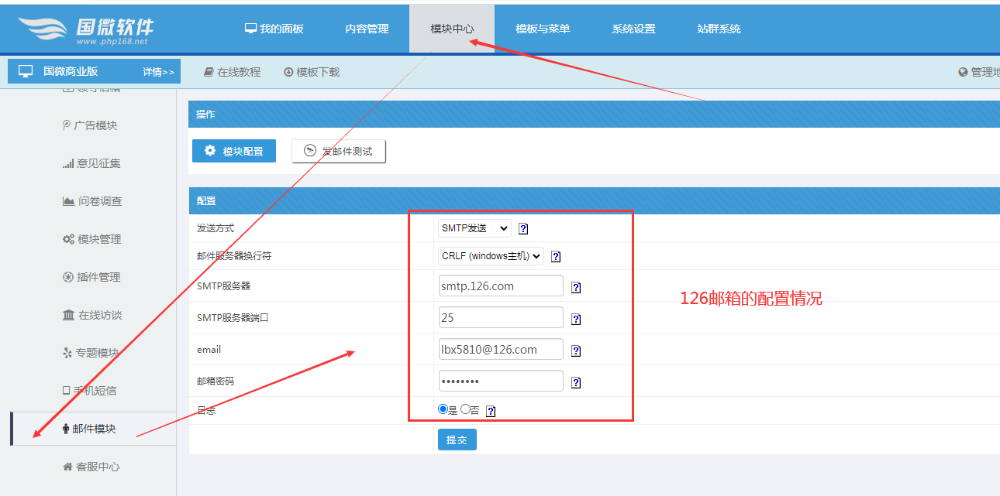 国微软件
www.php168.net
我的面板
内容管理
模块中心
模板与菜单
系统设置
站群系统
国微商业版
详情>>
在线教程
模板下载
管理地
领导信箱
广告模块
意见征集
问卷调查
模块管理
插件管理
在线访谈
专题模块
手机短信
邮件模块
客服中心
操作
模块配置
发邮件测试
配置
发送方式 SMTP发送 ?
邮件服务器换行符 CRLF (windows主机) ?
SMTP服务器 smtp.126.com ?
SMTP服务器端口 25 ?
email lbx5810@126.com ?
邮箱密码 •••••••• ?
日志 是 否 ?
提交
126邮箱的配置情况